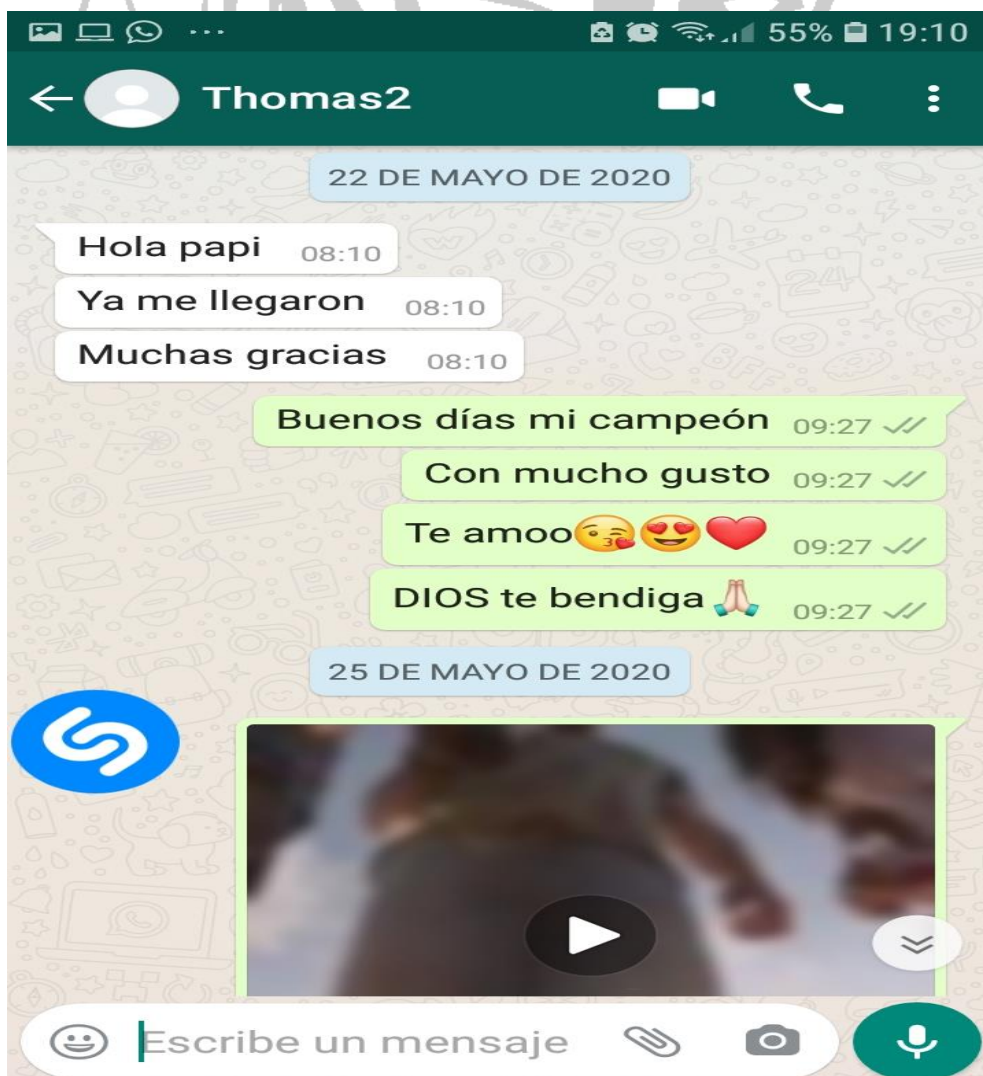 55% 19:10
Thomas2
22 DE MAYO DE 2020
Hola papi 08:10
Ya me llegaron 08:10
Muchas gracias 08:10
Buenos días mi campeón 09:27
Con mucho gusto 09:27
Te amoo😘😍❤️ 09:27
DIOS te bendiga 🙏🏻 09:27
25 DE MAYO DE 2020
Escribe un mensaje